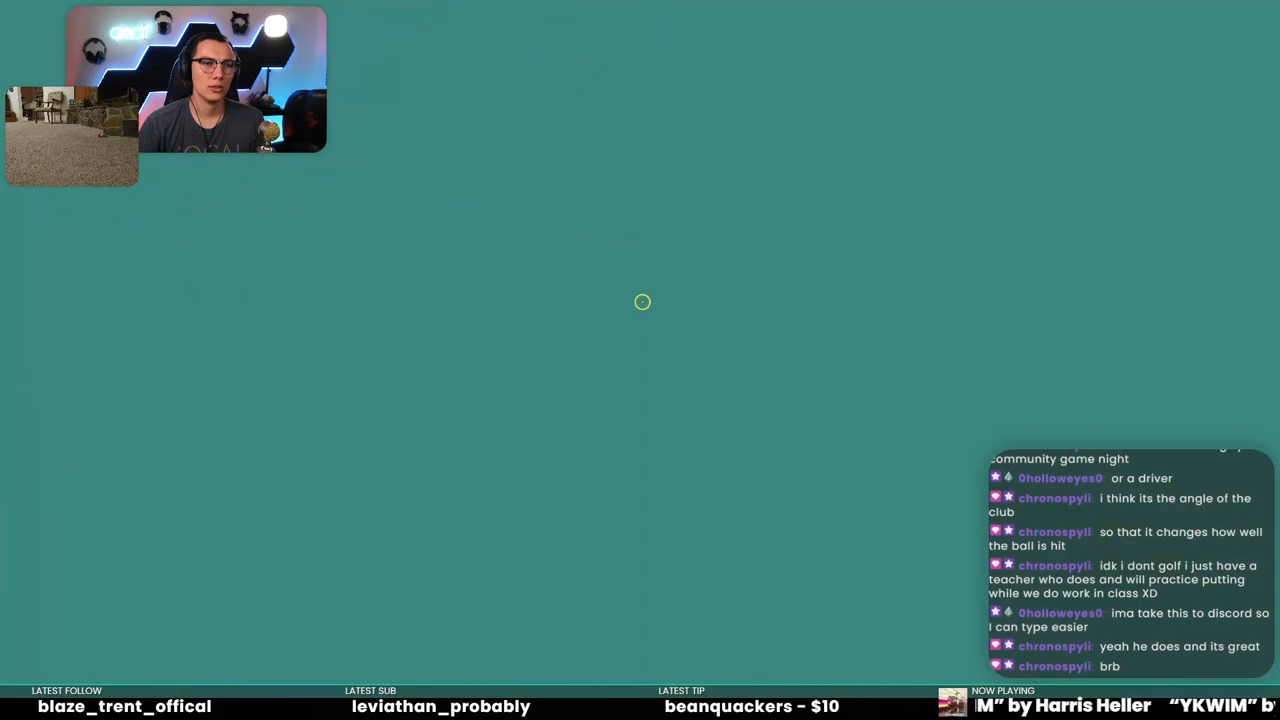 community game night
0holloweyes0: or a driver
chronospyli: i think its the angle of the
club
chronospyli: so that it changes how well
the ball is hit
chronospyli: idk i dont golf i just have a
teacher who does and will practice putting
while we do work in class XD
0holloweyes0: ima take this to discord so
I can type easier
chronospyli: yeah he does and its great
chronospyli: brb
LATEST FOLLOW
blaze_trent_offical
LATEST SUB
leviathan_probably
LATEST TIP
beanquackers - $10
NOW PLAYING
M” by Harris Heller “YKWIM” by